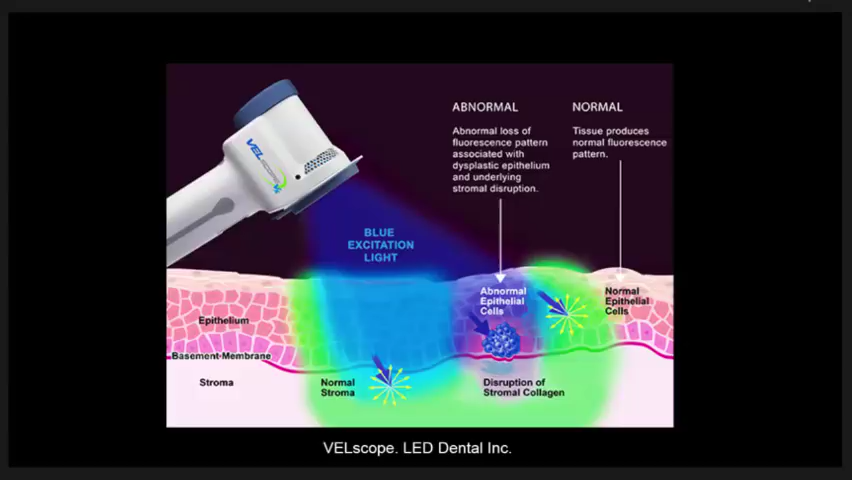 ABNORMAL
Abnormal loss of
fluorescence pattern
associated with
dysplastic epithelium
and underlying
stromal disruption.
NORMAL
Tissue produces
normal fluorescence
pattern.
VELscope
Vx
BLUE
EXCITATION
LIGHT
Abnormal
Epithelial
Cells
Normal
Epithelial
Cells
Epithelium
Basement Membrane
Stroma
Normal
Stroma
Disruption of
Stromal Collagen
VELscope. LED Dental Inc.